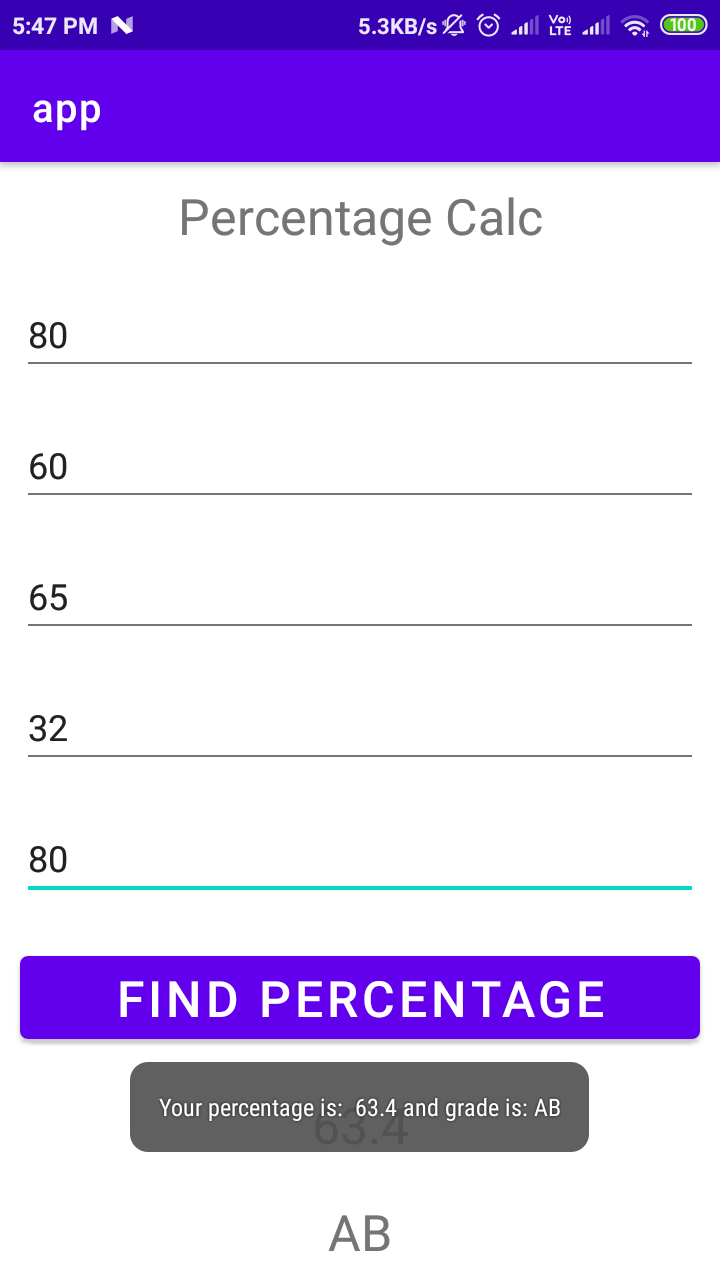 5:47 PM 5.3KB/s Vo)) LTE 100
app
Percentage Calc
80
60
65
32
80
FIND PERCENTAGE
Your percentage is:  63.4 and grade is: AB
63.4
AB